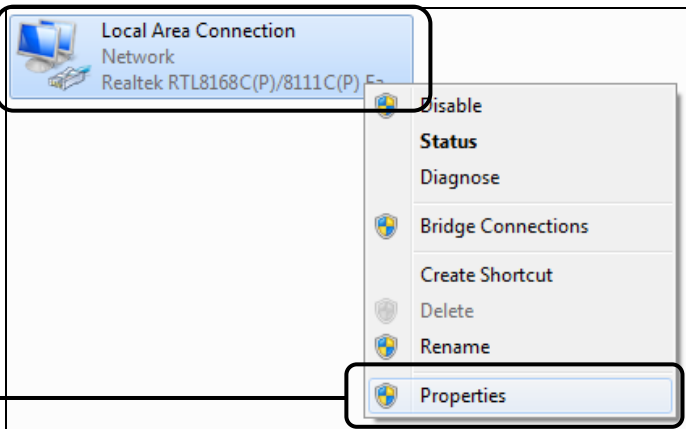 Local Area Connection
Network
Realtek RTL8168C(P)/8111C(P)
Disable
Status
Diagnose
Bridge Connections
Create Shortcut
Delete
Rename
Properties